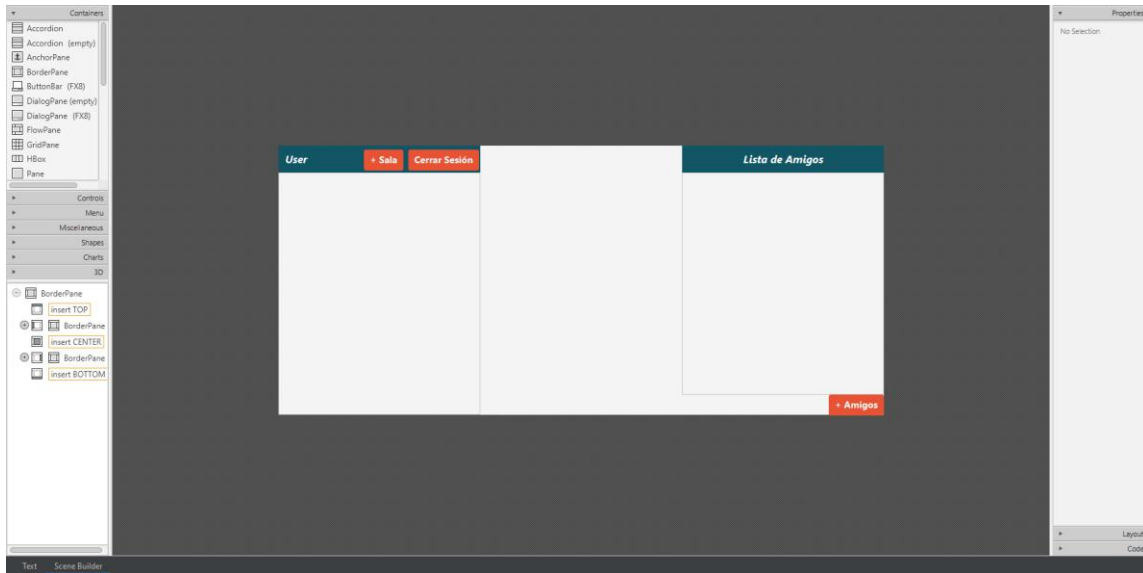 Containers
Accordion
Accordion (empty)
AnchorPane
BorderPane
ButtonBar (FX8)
DialogPane (empty)
DialogPane (FX8)
FlowPane
GridPane
HBox
Pane
Controls
Menu
Miscellaneous
Shapes
Charts
3D
BorderPane
insert TOP
BorderPane
insert CENTER
BorderPane
insert BOTTOM
User
+ Sala
Cerrar Sesión
Lista de Amigos
+ Amigos
Properties
No Selection
Layout
Code
Text Scene Builder